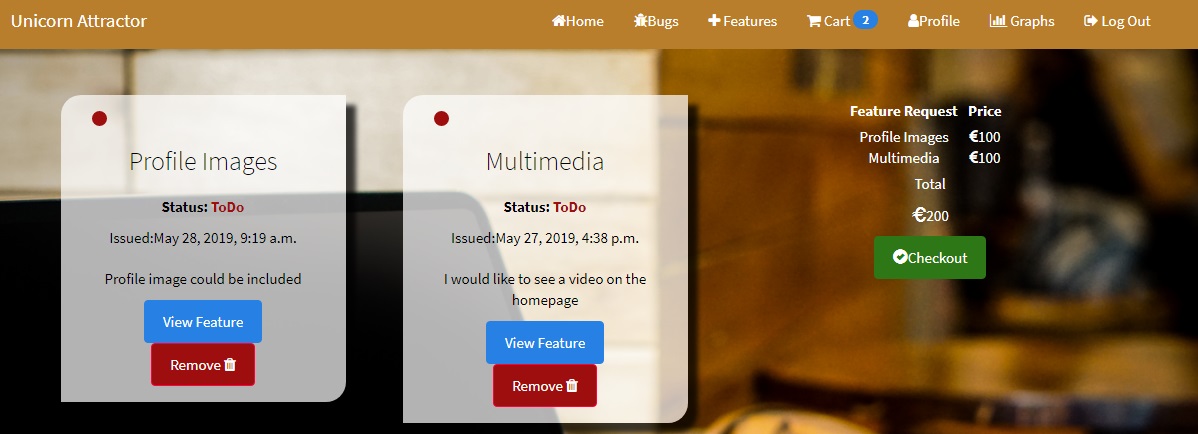 Unicorn Attractor
Home Bugs Features Cart 2 Profile Graphs Log Out
Profile Images
Status: ToDo
Issued:May 28, 2019, 9:19 a.m.
Profile image could be included
View Feature
Remove
Multimedia
Status: ToDo
Issued:May 27, 2019, 4:38 p.m.
I would like to see a video on the
homepage
View Feature
Remove
Feature Request Price
Profile Images €100
Multimedia €100
Total
€200
Checkout